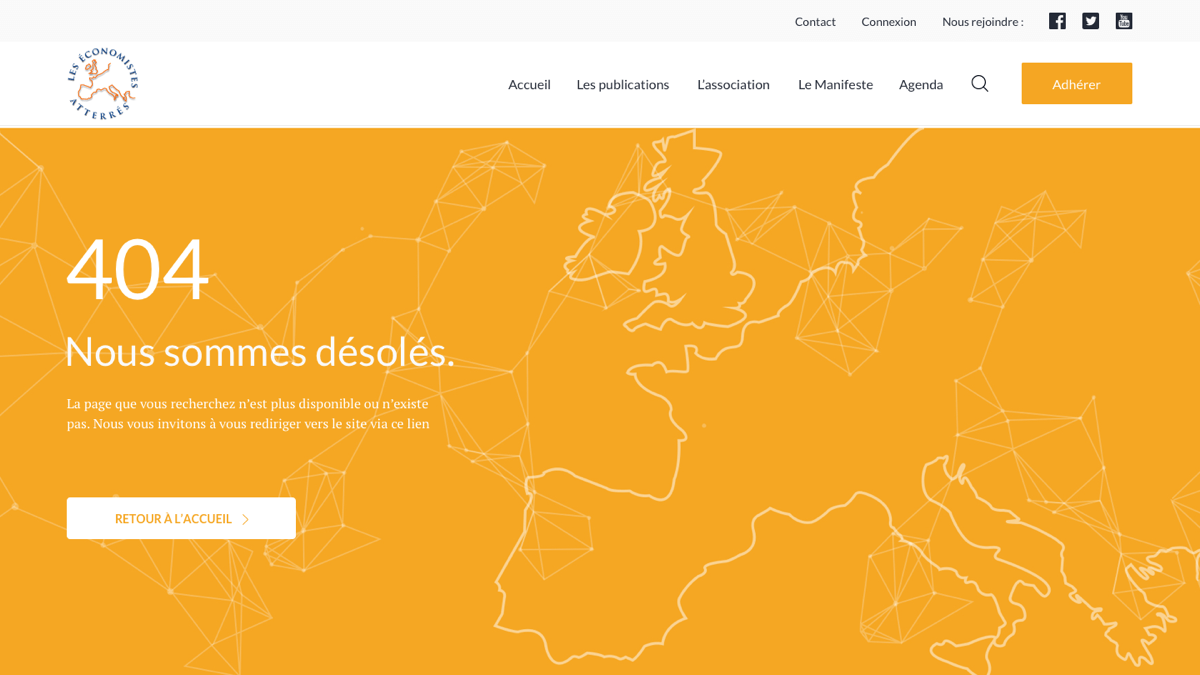 Contact Connexion Nous rejoindre :
LES ÉCONOMISTES
ATTERRÉS
Accueil Les publications L’association Le Manifeste Agenda Adhérer
404
Nous sommes désolés.
La page que vous recherchez n’est plus disponible ou n’existe
pas. Nous vous invitons à vous rediriger vers le site via ce lien
RETOUR À L’ACCUEIL